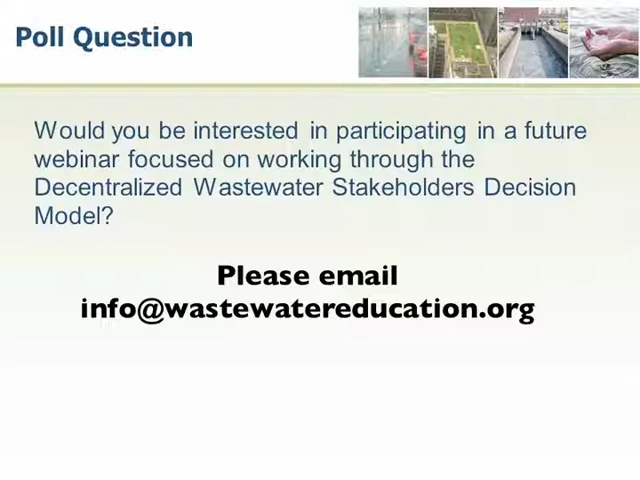 Poll Question
Would you be interested in participating in a future
webinar focused on working through the
Decentralized Wastewater Stakeholders Decision
Model?
Please email
info@wastewatereducation.org